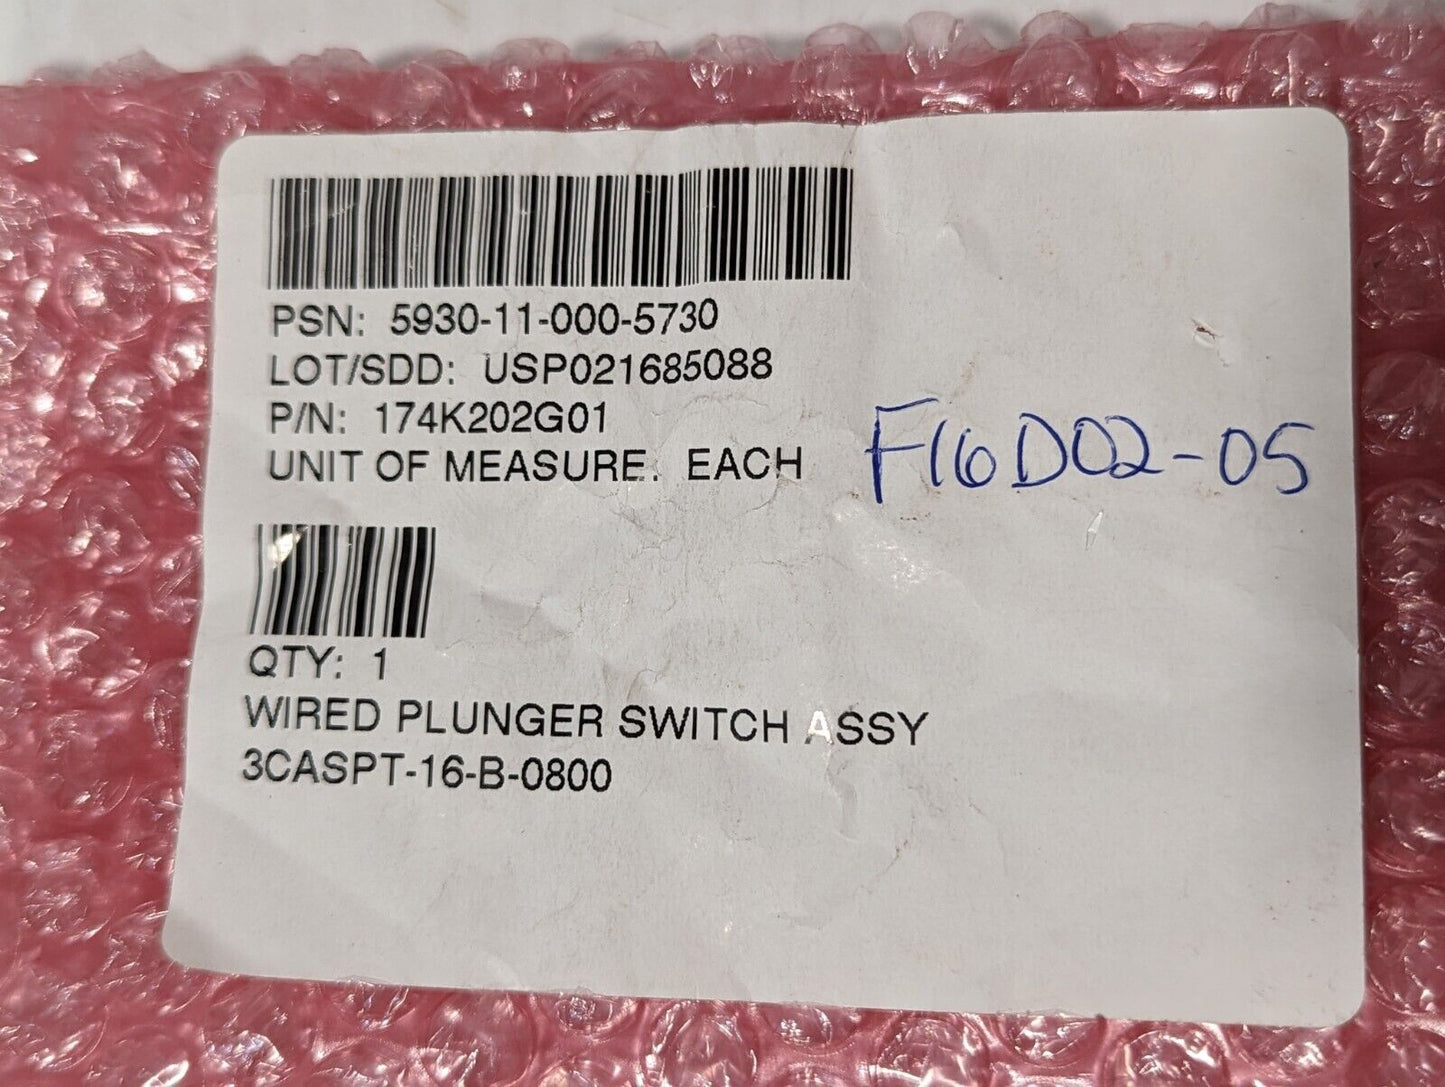 PSN: 5930-11-000-5730
LOT/SDD: USP021685088
P/N: 174K202G01
UNIT OF MEASURE. EACH
F16D02-05
QTY: 1
WIRED PLUNGER SWITCH ASSY
3CASPT-16-B-0800